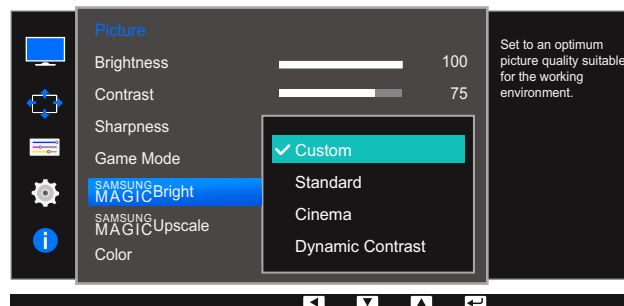 Picture
Brightness 100
Contrast 75
Sharpness
Game Mode
SAMSUNG
MAGICBright
SAMSUNG
MAGICUpscale
Color
Custom
Standard
Cinema
Dynamic Contrast
Set to an optimum
picture quality suitable
for the working
environment.